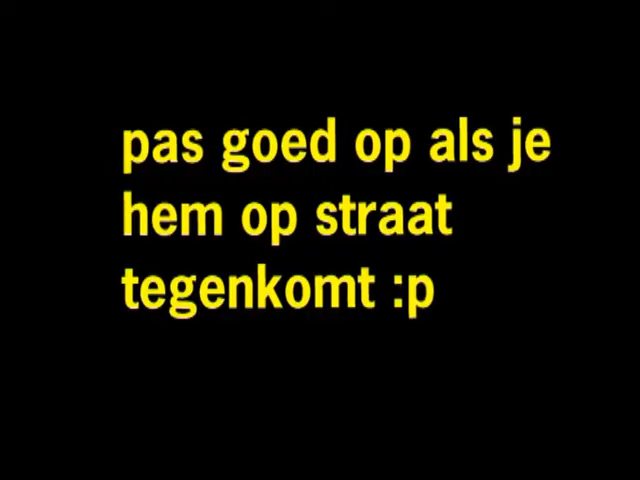 pas goed op als je
hem op straat
tegenkomt :p